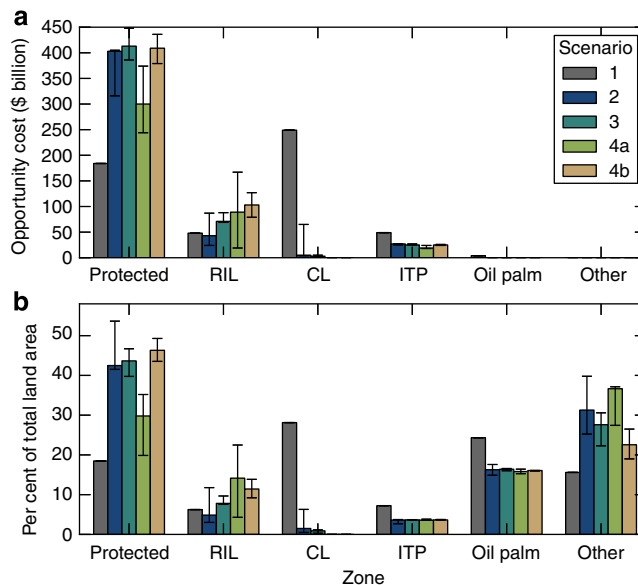 a
Opportunity cost ($ billion)
450
400
350
300
250
200
150
100
50
0
Scenario
1
2
3
4a
4b
Protected RIL CL ITP Oil palm Other
b
Per cent of total land area
50
40
30
20
10
0
Protected RIL CL ITP Oil palm Other
Zone